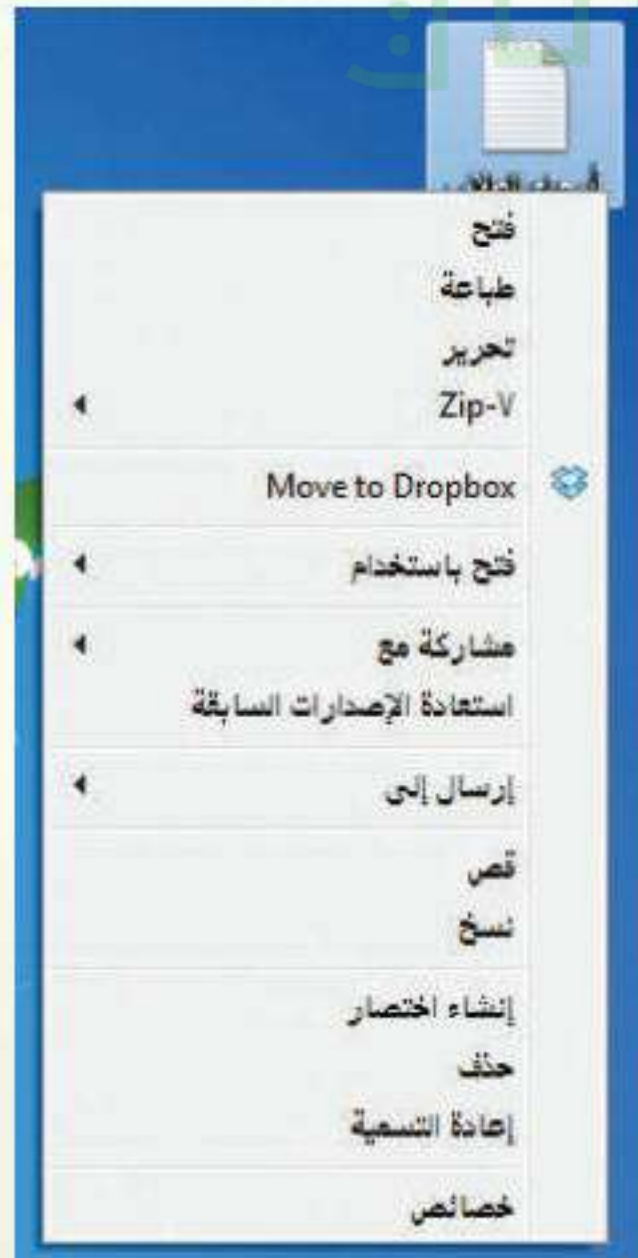 فتح
طباعة
تحرير
Zip-V
Move to Dropbox
فتح باستخدام
مشاركة مع
استعادة الإصدارات السابقة
إرسال إلى
قص
نسخ
إنشاء اختصار
حذف
إعادة التسمية
خصائص